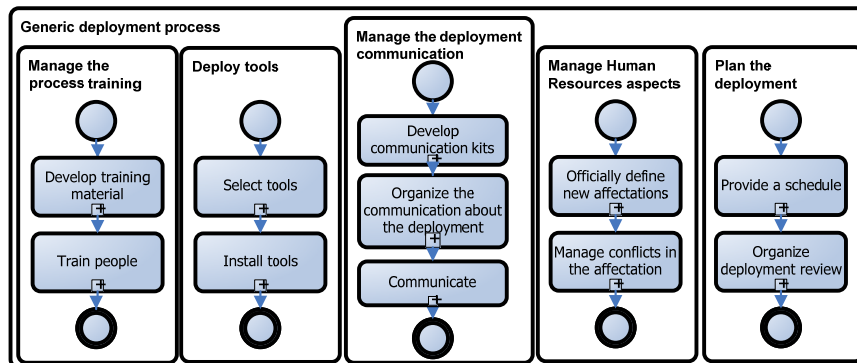 Generic deployment process
Manage the
process training
Develop training
material
Train people
Deploy tools
Select tools
Install tools
Manage the deployment
communication
Develop
communication kits
Organize the
communication about
the deployment
Communicate
Manage Human
Resources aspects
Officially define
new affectations
Manage conflicts in
the affectation
Plan the
deployment
Provide a schedule
Organize
deployment review